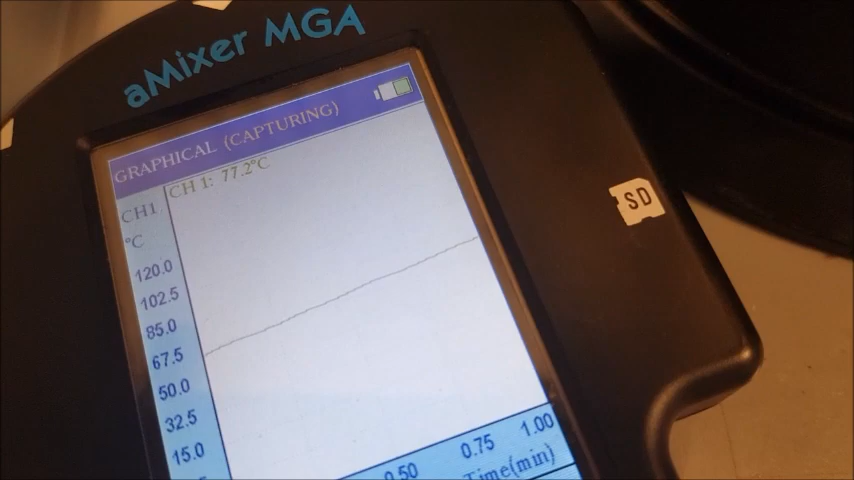 aMixer MGA
GRAPHICAL (CAPTURING)
CH1
CH 1: 77.2°C
°C
120.0
102.5
85.0
67.5
50.0
32.5
15.0
0.50 0.75 1.00
Time(min)
SD